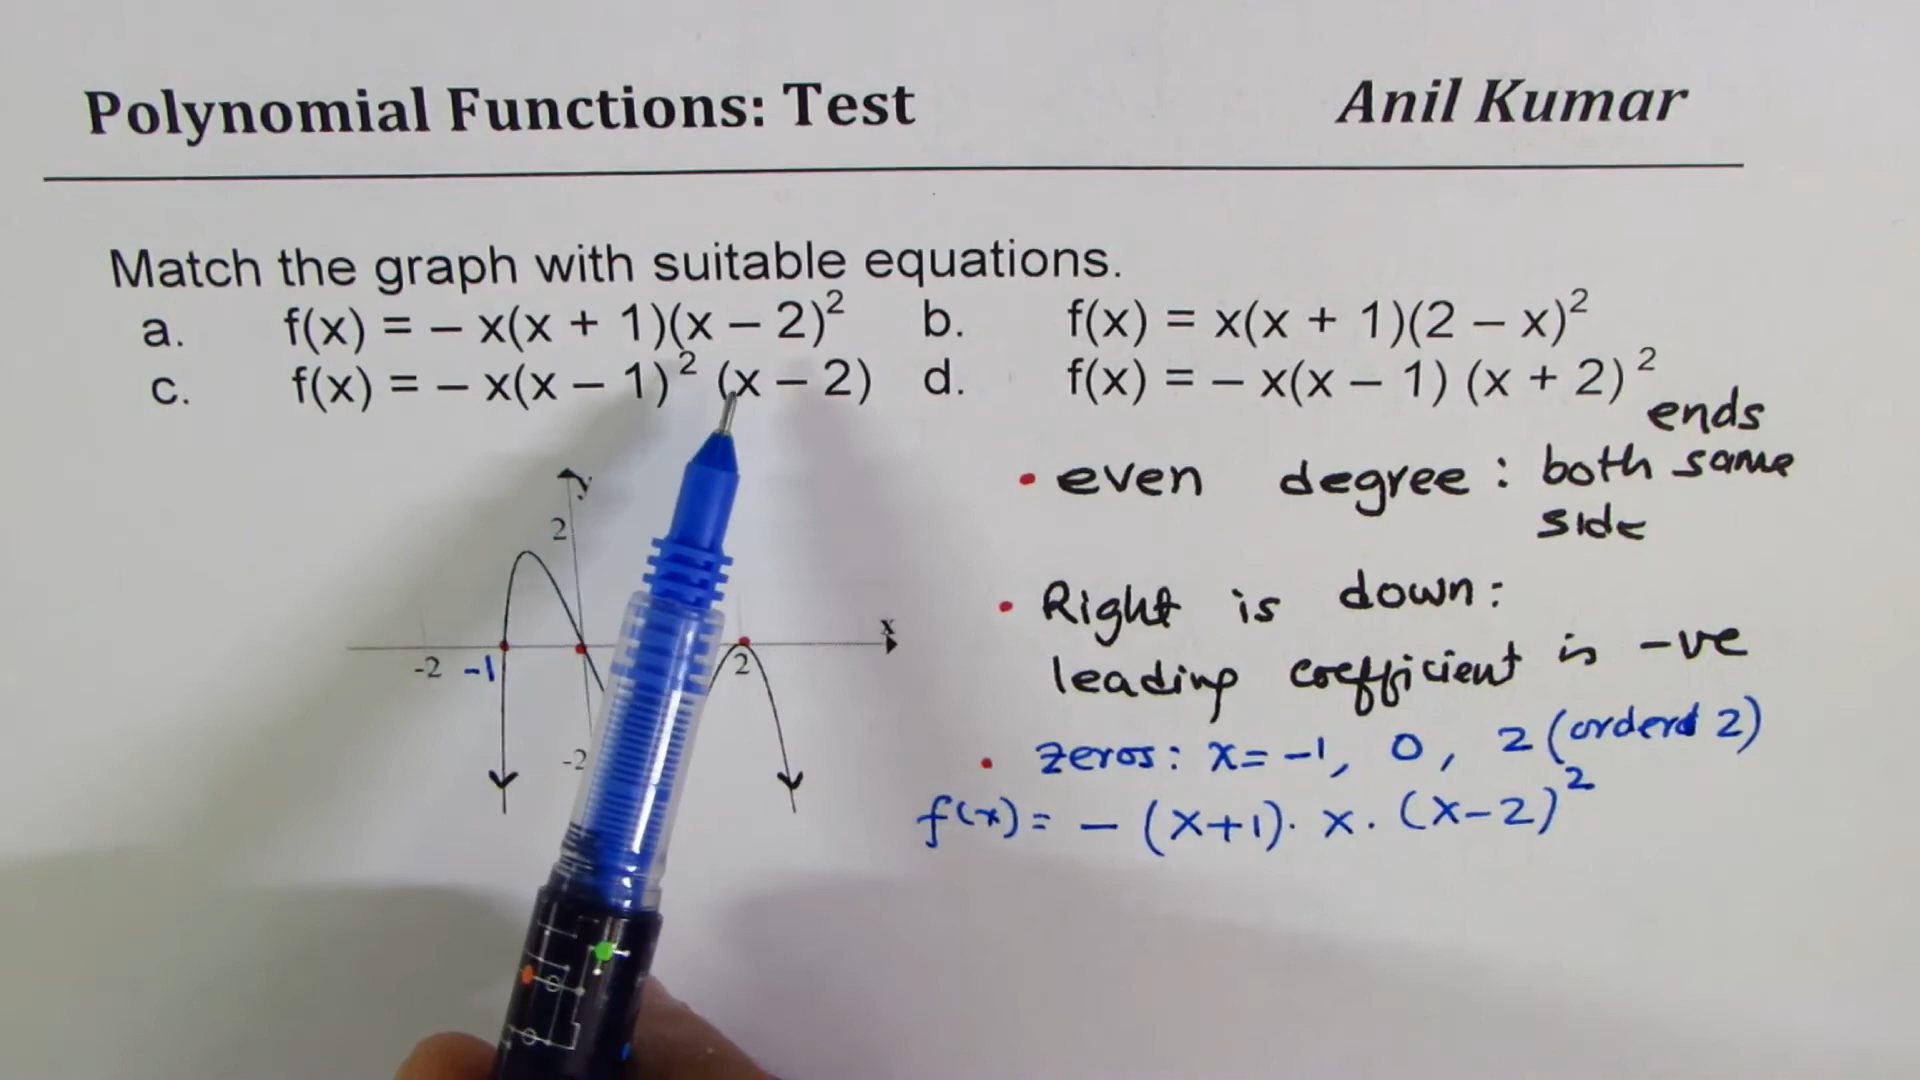 Polynomial Functions: Test Anil Kumar
Match the graph with suitable equations.
a. f(x) = – x(x + 1)(x – 2)² b. f(x) = x(x + 1)(2 – x)²
c. f(x) = – x(x – 1)² (x – 2) d. f(x) = – x(x – 1) (x + 2)²
ends
• even degree : both same
side
y
2
• Right is down :
leading coefficient is -ve
x
-2 -1 2
• zeros : x = -1, 0, 2 (orderd 2)
-2
f(x) = - (x+1). x. (x-2)²